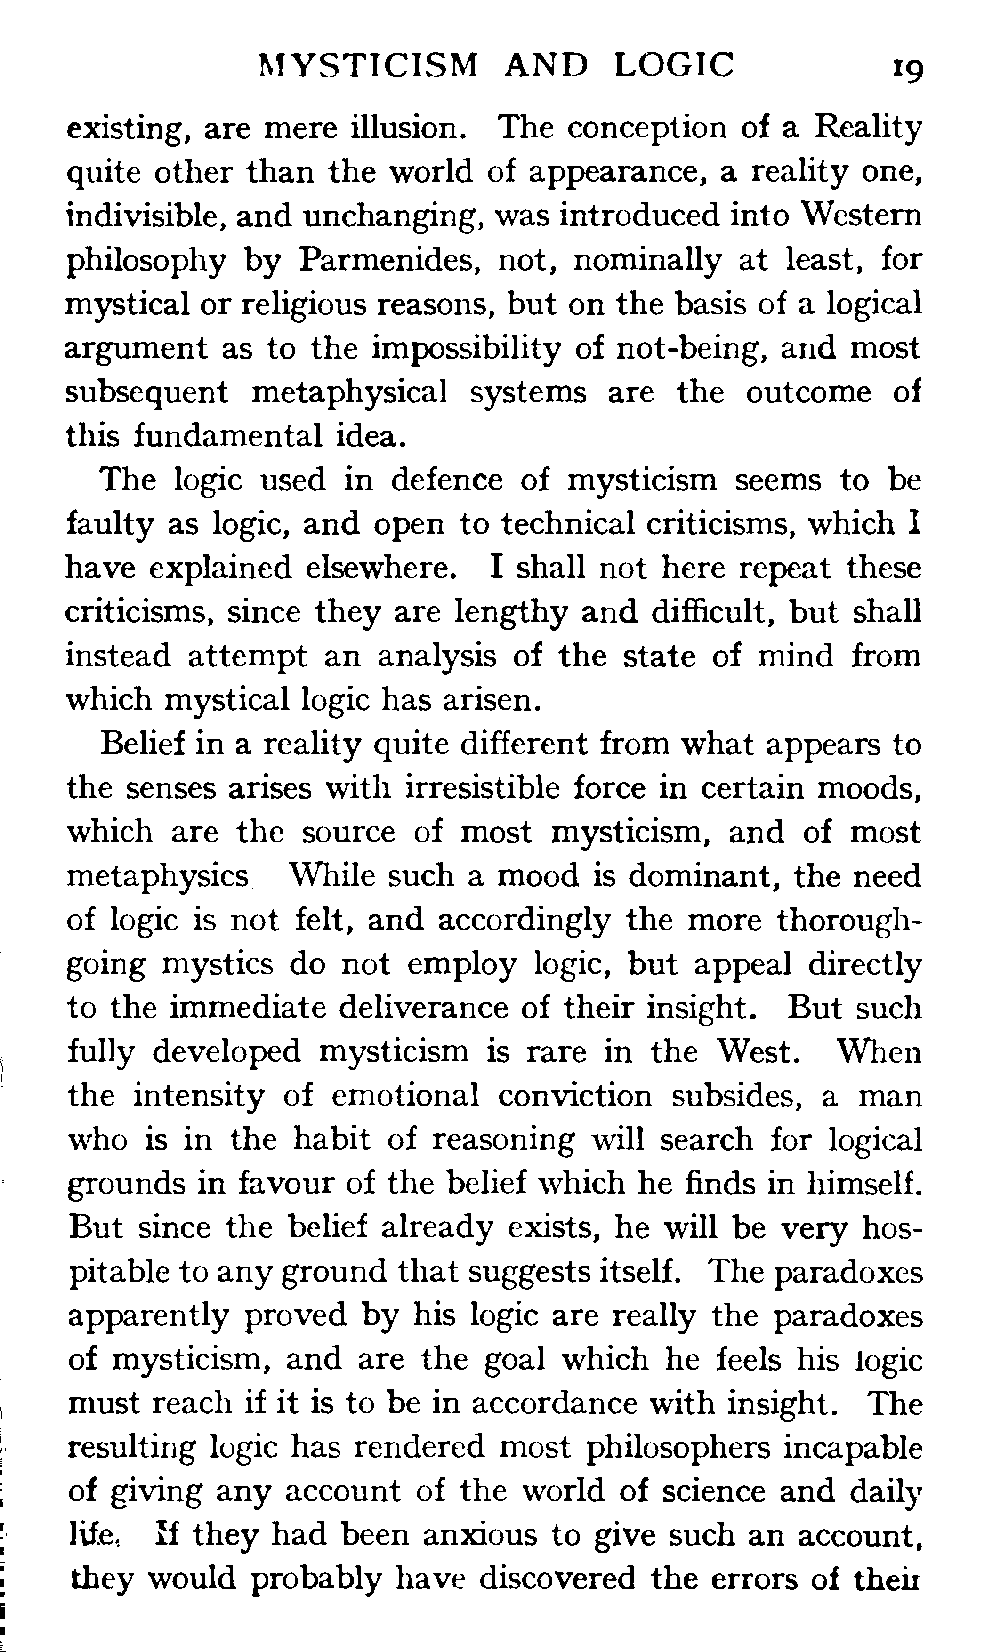 MYSTICISM AND LOGIC 19
existing, are mere illusion. The conception of a Reality
quite other than the world of appearance, a reality one,
indivisible, and unchanging, was introduced into Western
philosophy by Parmenides, not, nominally at least, for
mystical or religious reasons, but on the basis of a logical
argument as to the impossibility of not-being, and most
subsequent metaphysical systems are the outcome of
this fundamental idea.
The logic used in defence of mysticism seems to be
faulty as logic, and open to technical criticisms, which I
have explained elsewhere. I shall not here repeat these
criticisms, since they are lengthy and difficult, but shall
instead attempt an analysis of the state of mind from
which mystical logic has arisen.
Belief in a reality quite different from what appears to
the senses arises with irresistible force in certain moods,
which are the source of most mysticism, and of most
metaphysics While such a mood is dominant, the need
of logic is not felt, and accordingly the more thorough-
going mystics do not employ logic, but appeal directly
to the immediate deliverance of their insight. But such
fully developed mysticism is rare in the West. When
the intensity of emotional conviction subsides, a man
who is in the habit of reasoning will search for logical
grounds in favour of the belief which he finds in himself.
But since the belief already exists, he will be very hos-
pitable to any ground that suggests itself. The paradoxes
apparently proved by his logic are really the paradoxes
of mysticism, and are the goal which he feels his logic
must reach if it is to be in accordance with insight. The
resulting logic has rendered most philosophers incapable
of giving any account of the world of science and daily
life. If they had been anxious to give such an account,
they would probably have discovered the errors of their